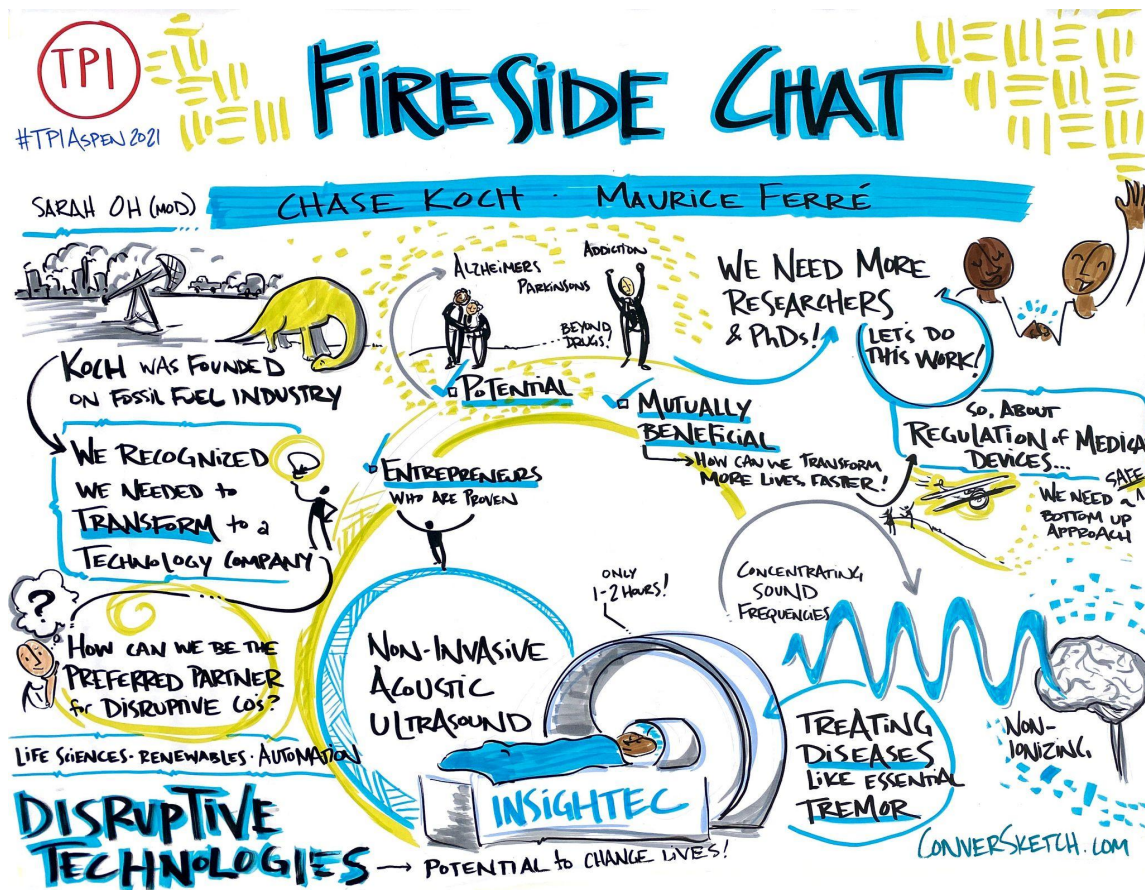 TPI
#TPIASPEN2021
FIRESIDE CHAT
SARAH OH (MOD)
CHASE KOCH · MAURICE FERRÉ
KOCH WAS FOUNDED
ON FOSSIL FUEL INDUSTRY
WE RECOGNIZED
WE NEEDED to
TRANSFORM to a
TECHNOLOGY COMPANY
?
HOW CAN WE BE THE
PREFERRED PARTNER
for DISRUPTIVE CO'S?
LIFE SCIENCES · RENEWABLES · AUTOMATION
DISRUPTIVE
TECHNOLOGIES → POTENTIAL to CHANGE LIVES!
ALZHEIMERS
PARKINSONS
ADDICTION
BEYOND
DRUGS!
POTENTIAL
MUTUALLY
BENEFICIAL
HOW CAN WE TRANSFORM
MORE LIVES, FASTER!
ENTREPRENEURS
WHO ARE PROVEN
NON-INVASIVE
ACOUSTIC
ULTRASOUND
ONLY
1-2 HOURS!
INSIGHTEC
WE NEED MORE
RESEARCHERS
& PhDs!
LET'S DO
THIS WORK!
SO, ABOUT
REGULATION of MEDICA
DEVICES...
SAFE
WE NEED a
BOTTOM UP
APPROACH
CONCENTRATING
SOUND
FREQUENCIES
TREATING
DISEASES
LIKE ESSENTIAL
TREMOR
NON-
IONIZING
CONVERSKETCH.COM